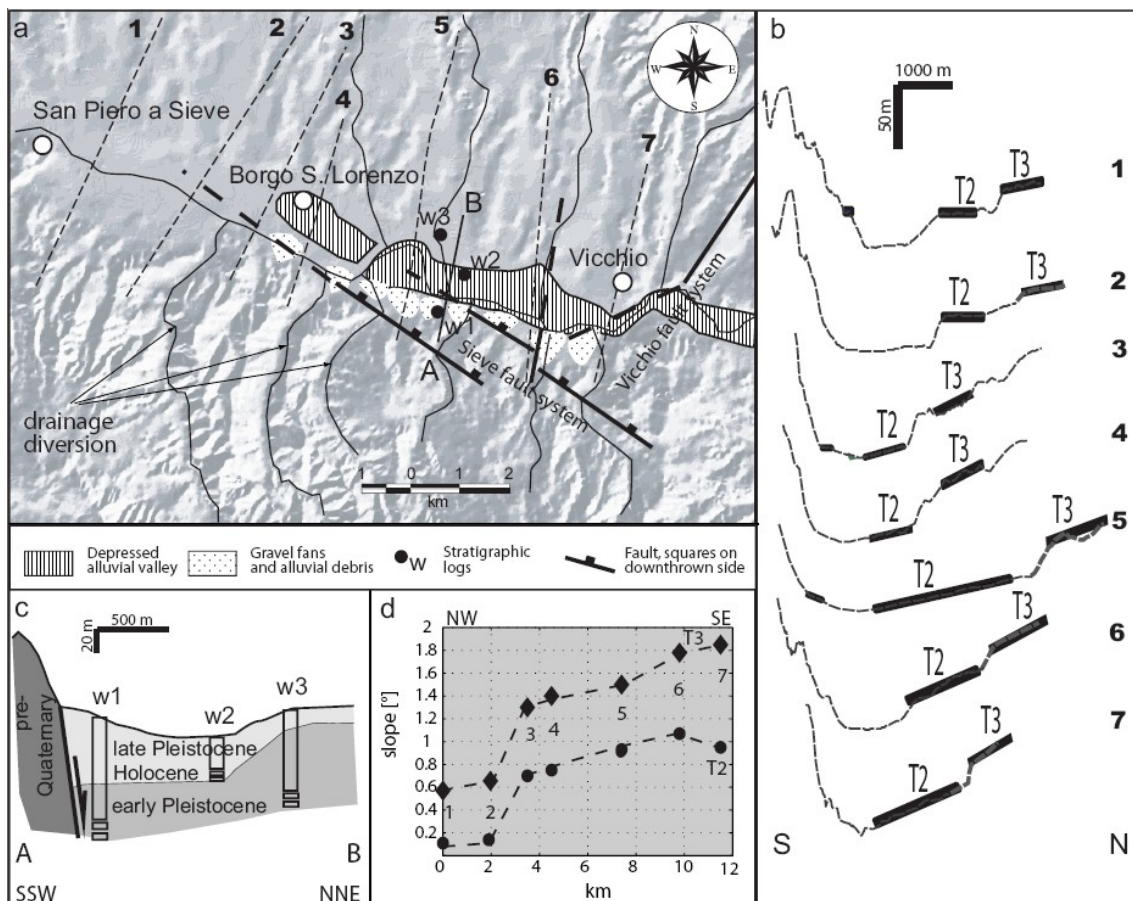 a
1
2
3
5
N
W
E
S
6
4
7
San Piero a Sieve
Borgo S. Lorenzo
B
w3
w2
Vicchio
w1
A
Sieve fault system
Vicchio fault system
drainage
diversion
1 0 1 2
km
Depressed
alluvial valley
Gravel fans
and alluvial debris
w
Stratigraphic
logs
Fault, squares on
downthrown side
b
1000 m
50 m
T2
T3
1
T2
T3
2
T2
T3
3
T2
T3
4
T2
T3
5
T2
T3
6
T2
T3
7
S
N
c
500 m
20 m
pre-
Quaternary
w1
w2
w3
late Pleistocene
Holocene
early Pleistocene
A
B
SSW
NNE
d
NW
SE
slope [°]
2
1.8
1.6
1.4
1.2
1
0.8
0.6
0.4
0.2
T3
1
2
3
4
5
6
7
T2
0 2 4 6 8 10 12
km